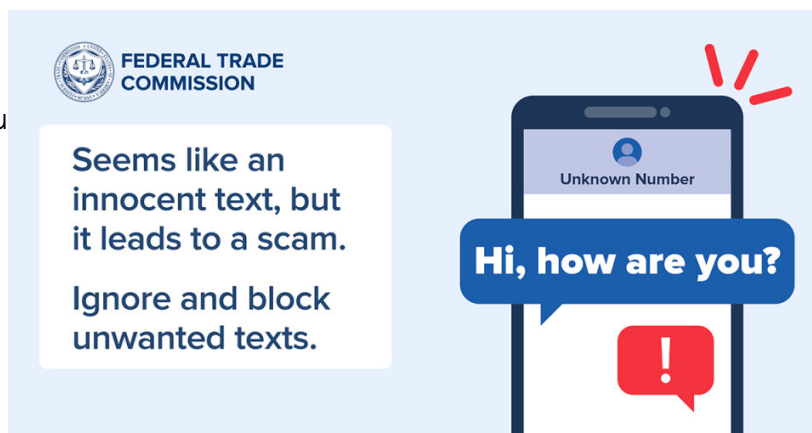 FEDERAL TRADE
COMMISSION
u
Seems like an
innocent text, but
it leads to a scam.
Ignore and block
unwanted texts.
Unknown Number
Hi, how are you?
!